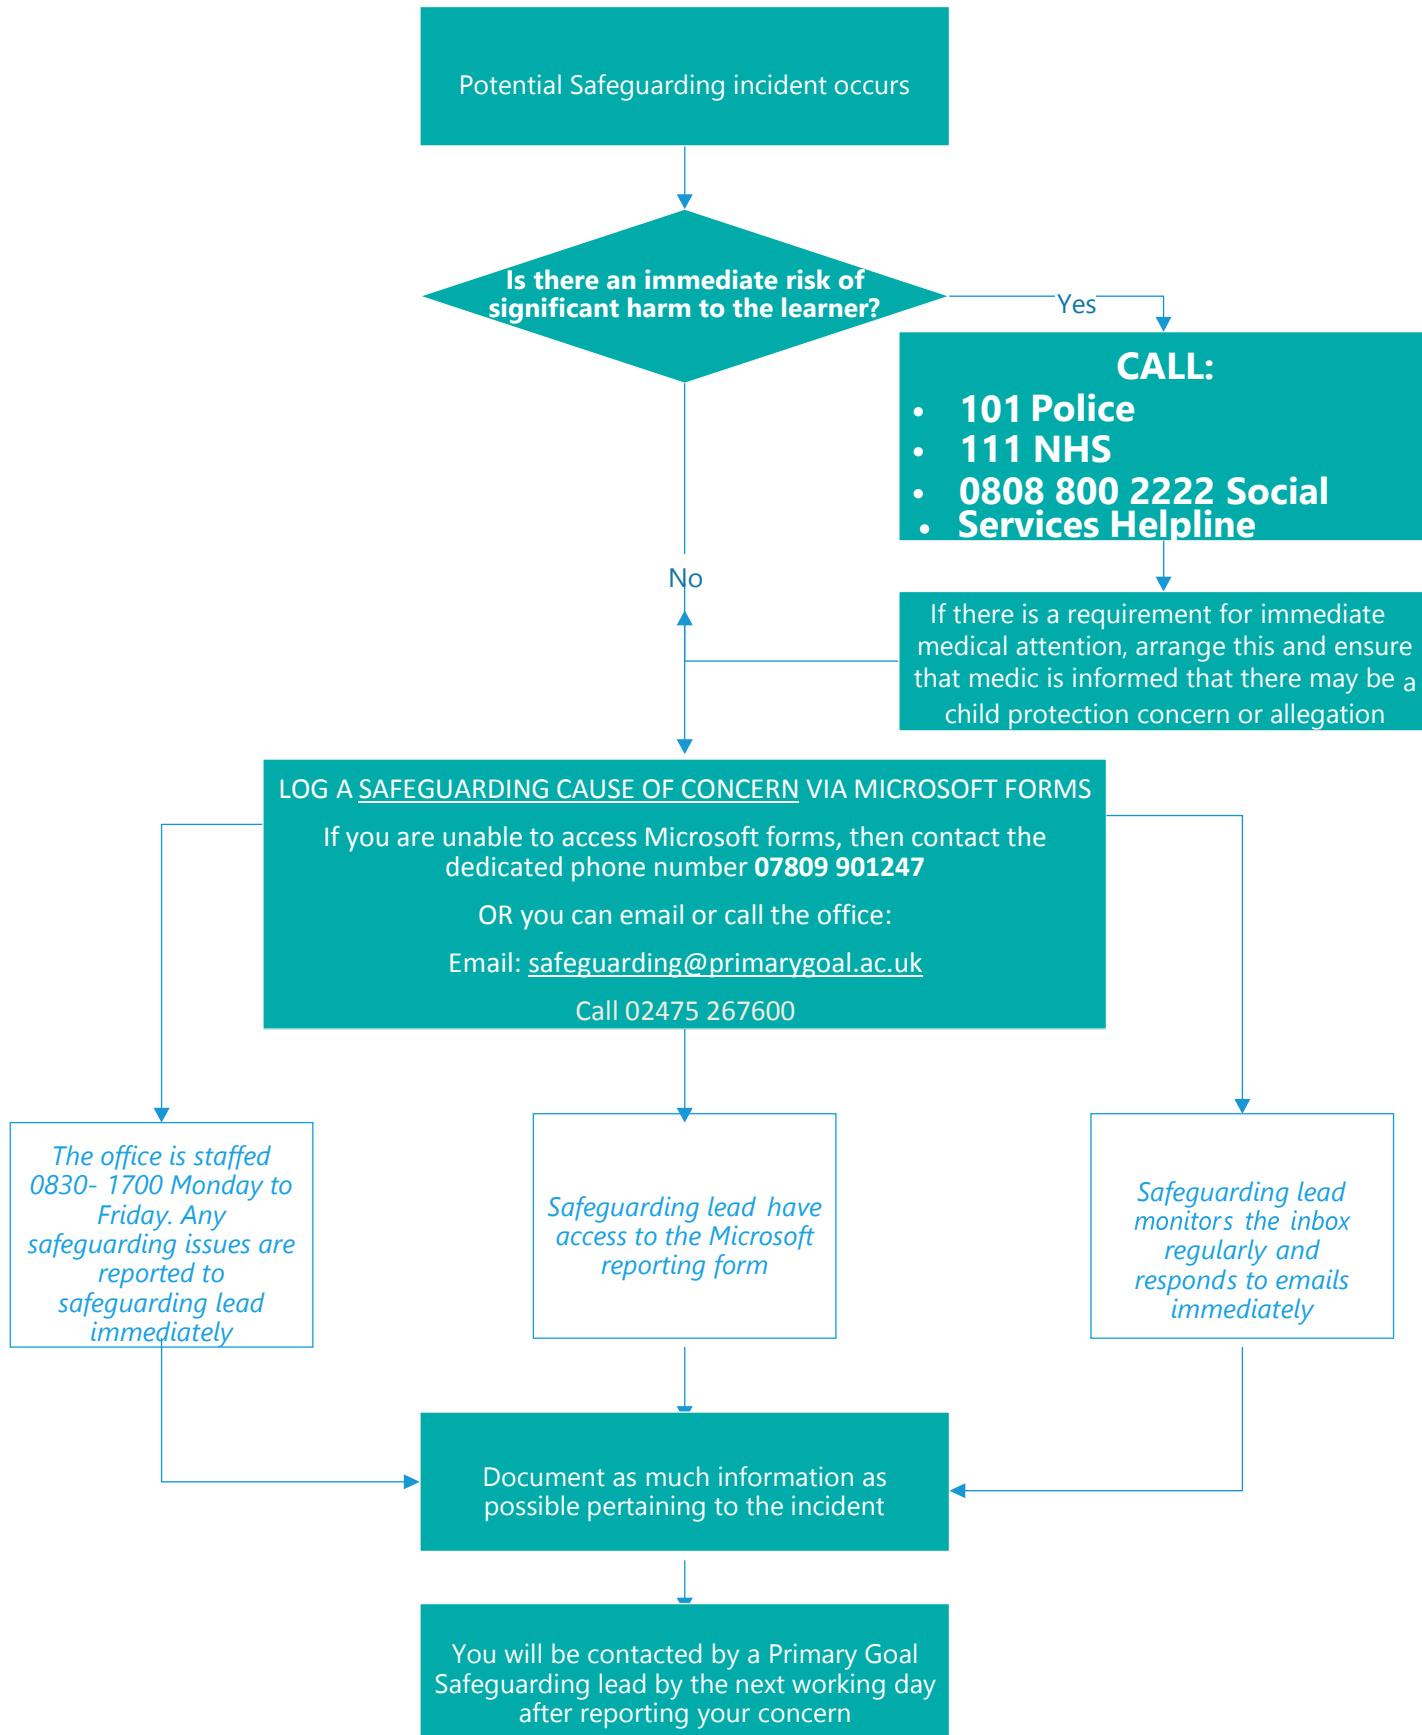 Potential Safeguarding incident occurs
Is there an immediate risk of
significant harm to the learner?
Yes
CALL:
• 101 Police
• 111 NHS
• 0808 800 2222 Social
• Services Helpline
No
If there is a requirement for immediate
medical attention, arrange this and ensure
that medic is informed that there may be a
child protection concern or allegation
LOG A SAFEGUARDING CAUSE OF CONCERN VIA MICROSOFT FORMS
If you are unable to access Microsoft forms, then contact the
dedicated phone number 07809 901247
OR you can email or call the office:
Email: safeguarding@primarygoal.ac.uk
Call 02475 267600
The office is staffed
0830- 1700 Monday to
Friday. Any
safeguarding issues are
reported to
safeguarding lead
immediately
Safeguarding lead have
access to the Microsoft
reporting form
Safeguarding lead
monitors the inbox
regularly and
responds to emails
immediately
Document as much information as
possible pertaining to the incident
You will be contacted by a Primary Goal
Safeguarding lead by the next working day
after reporting your concern